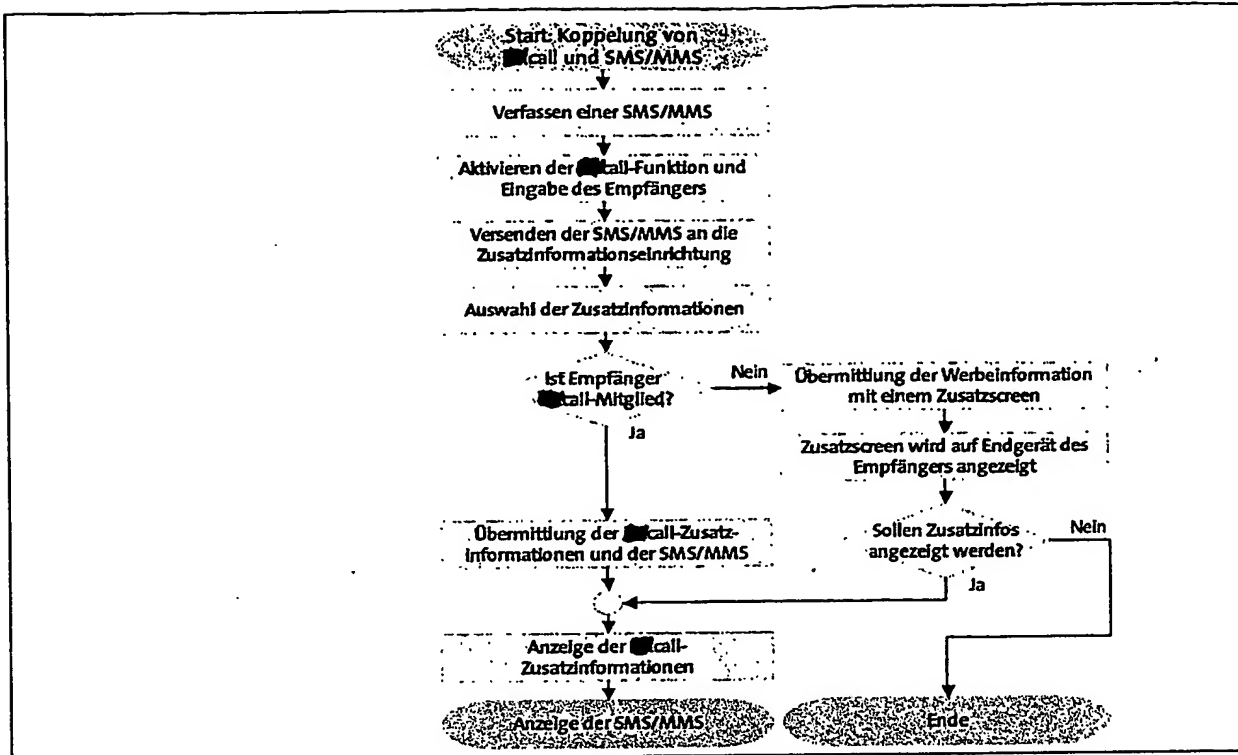 Start: Koppelung von
call und SMS/MMS
Verfassen einer SMS/MMS
Aktivieren der call-Funktion und
Eingabe des Empfängers
Versenden der SMS/MMS an die
Zusatzinformationseinrichtung
Auswahl der Zusatzinformationen
Ist Empfänger
call-Mitglied?
Nein
Ja
Übermittlung der Werbeinformation
mit einem Zusatzscreen
Zusatzscreen wird auf Endgerät des
Empfängers angezeigt
Sollen Zusatzinfos
angezeigt werden?
Nein
Ja
Übermittlung der call-Zusatz-
informationen und der SMS/MMS
Anzeige der call-
Zusatzinformationen
Anzeige der SMS/MMS
Ende